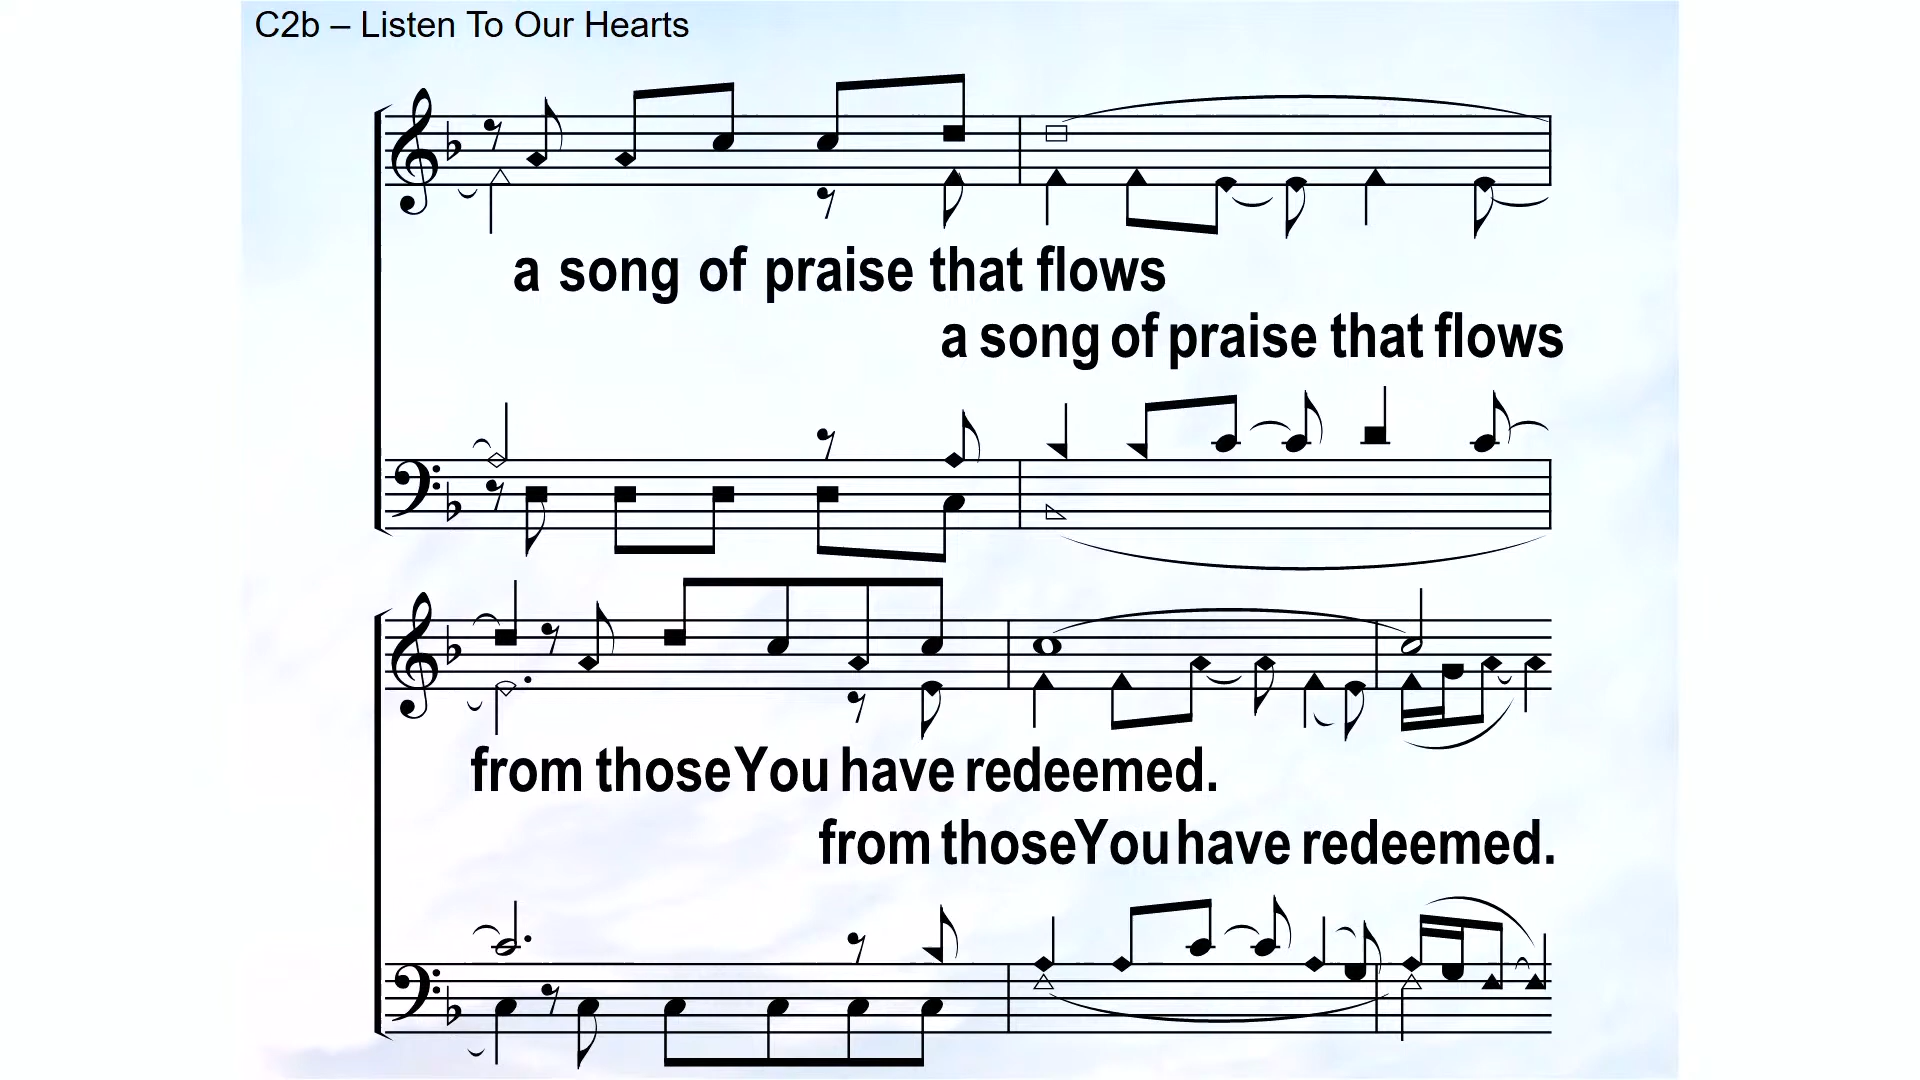 C2b – Listen To Our Hearts
a song of praise that flows
a song of praise that flows
from those You have redeemed.
from those You have redeemed.